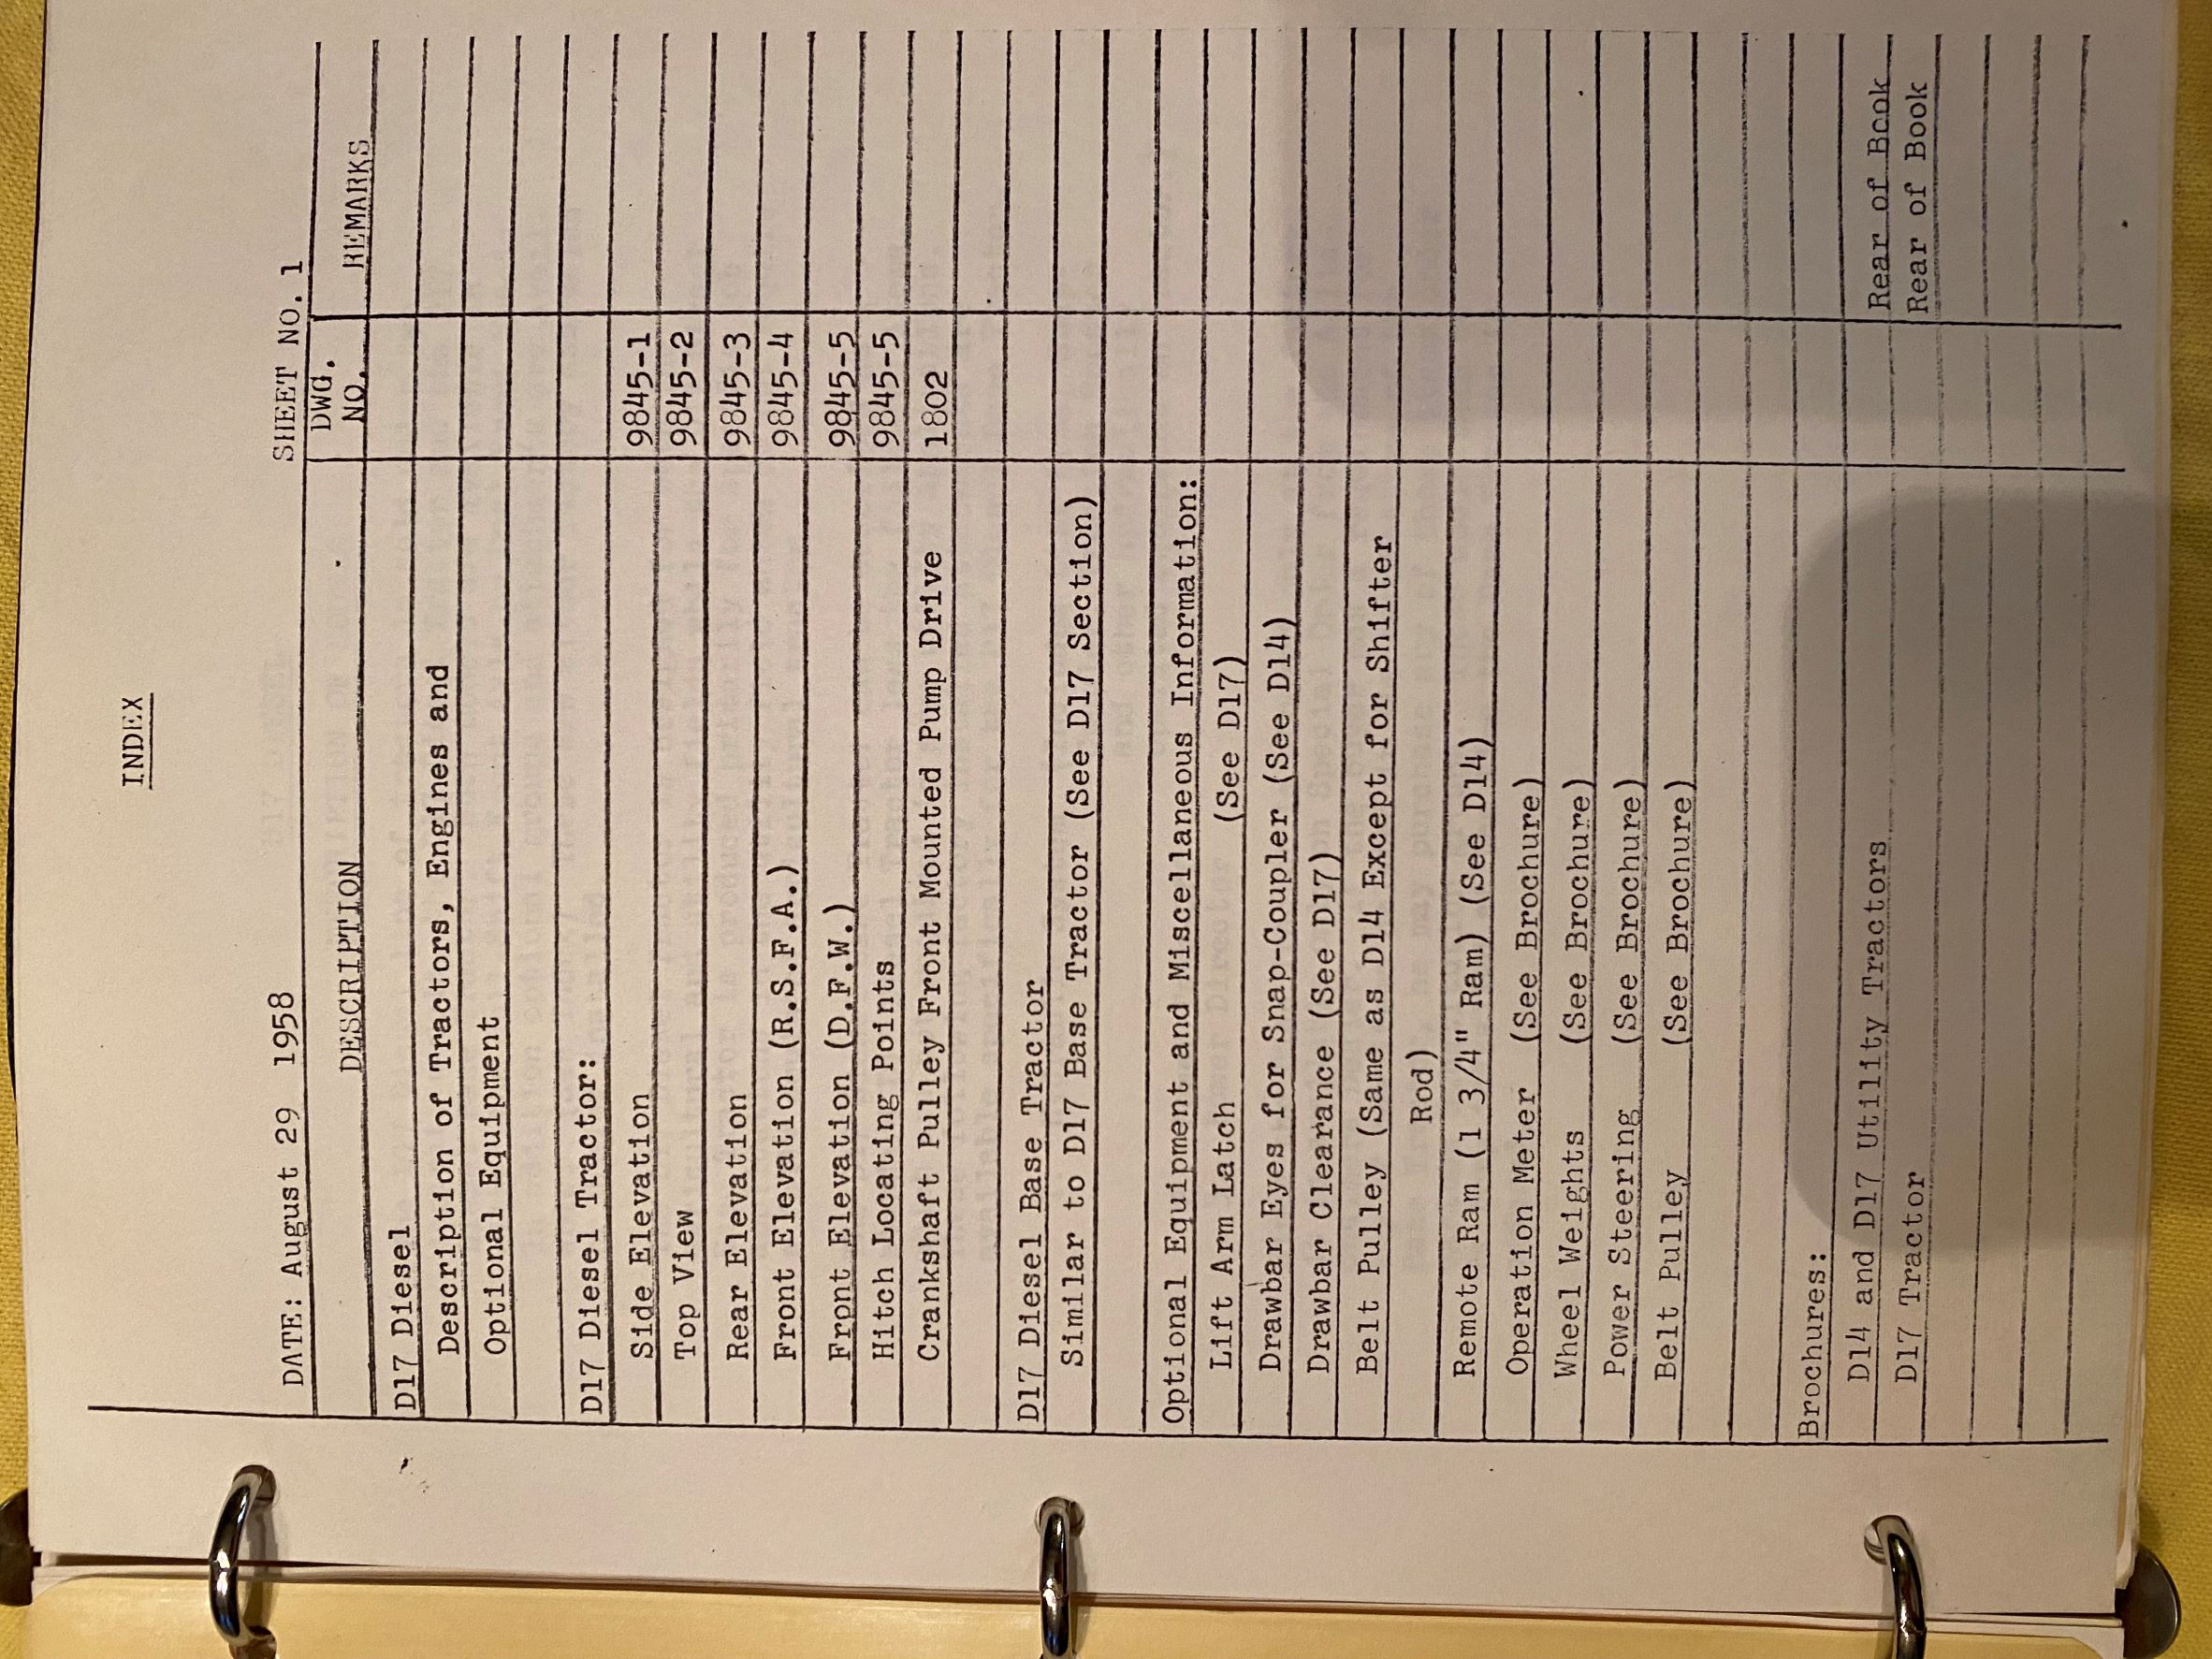 INDEX
DATE: August 29 1958 SHEET NO. 1
DESCRIPTION DWG. NO. REMARKS
D17 Diesel
Description of Tractors, Engines and
Optional Equipment
D17 Diesel Tractor:
Side Elevation 9845-1
Top View 9845-2
Rear Elevation 9845-3
Front Elevation (R.S.F.A.) 9845-4
Front Elevation (D.F.W.) 9845-5
Hitch Locating Points 9845-5
Crankshaft Pulley Front Mounted Pump Drive 1802
D17 Diesel Base Tractor
Similar to D17 Base Tractor (See D17 Section)
Optional Equipment and Miscellaneous Information:
Lift Arm Latch (See D17)
Drawbar Eyes for Snap-Coupler (See D14)
Drawbar Clearance (See D17)
Belt Pulley (Same as D14 Except for Shifter
Rod)
Remote Ram (1 3/4" Ram) (See D14)
Operation Meter (See Brochure)
Wheel Weights (See Brochure)
Power Steering (See Brochure)
Belt Pulley (See Brochure)
Brochures:
D14 and D17 Utility Tractors Rear of Book
D17 Tractor Rear of Book